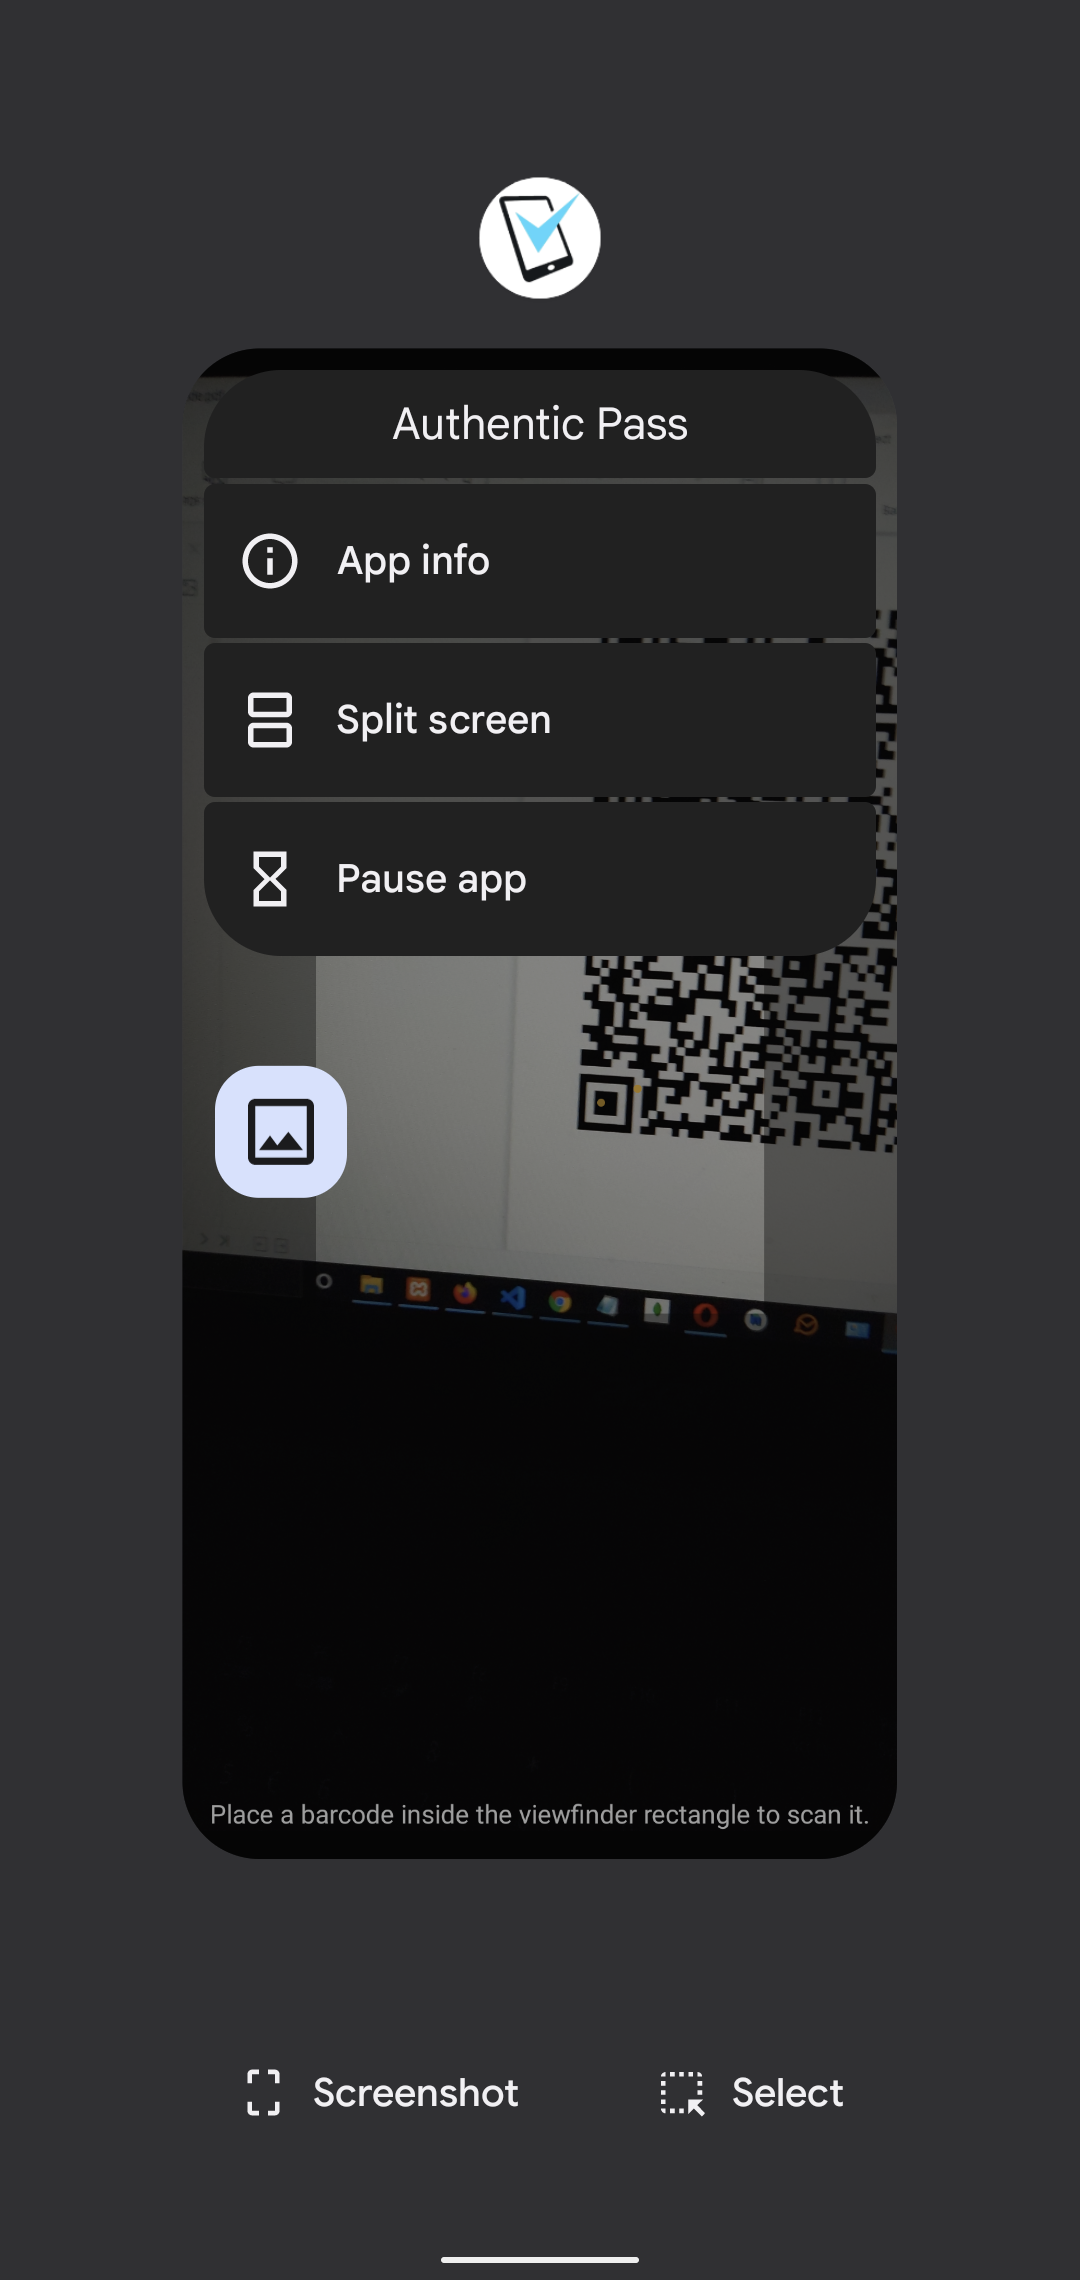 Authentic Pass
App info
Split screen
Pause app
Place a barcode inside the viewfinder rectangle to scan it.
Screenshot
Select